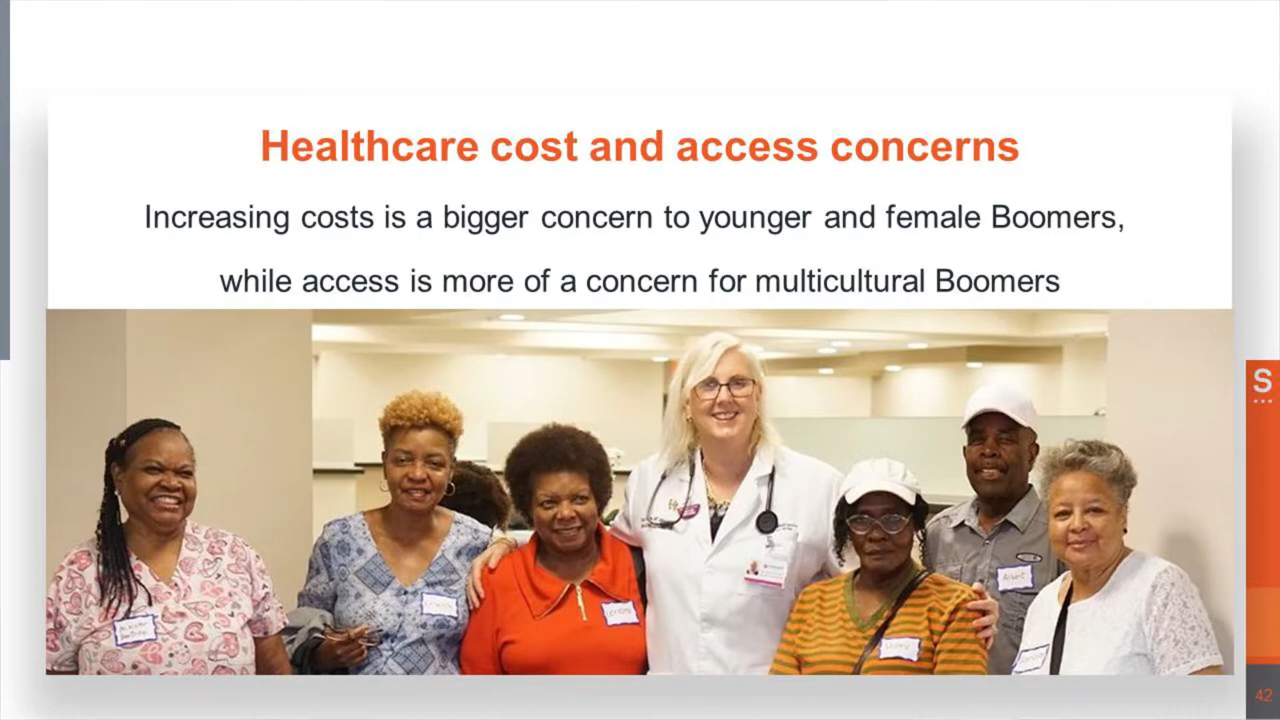 Healthcare cost and access concerns
Increasing costs is a bigger concern to younger and female Boomers,
while access is more of a concern for multicultural Boomers
S
Albert
42